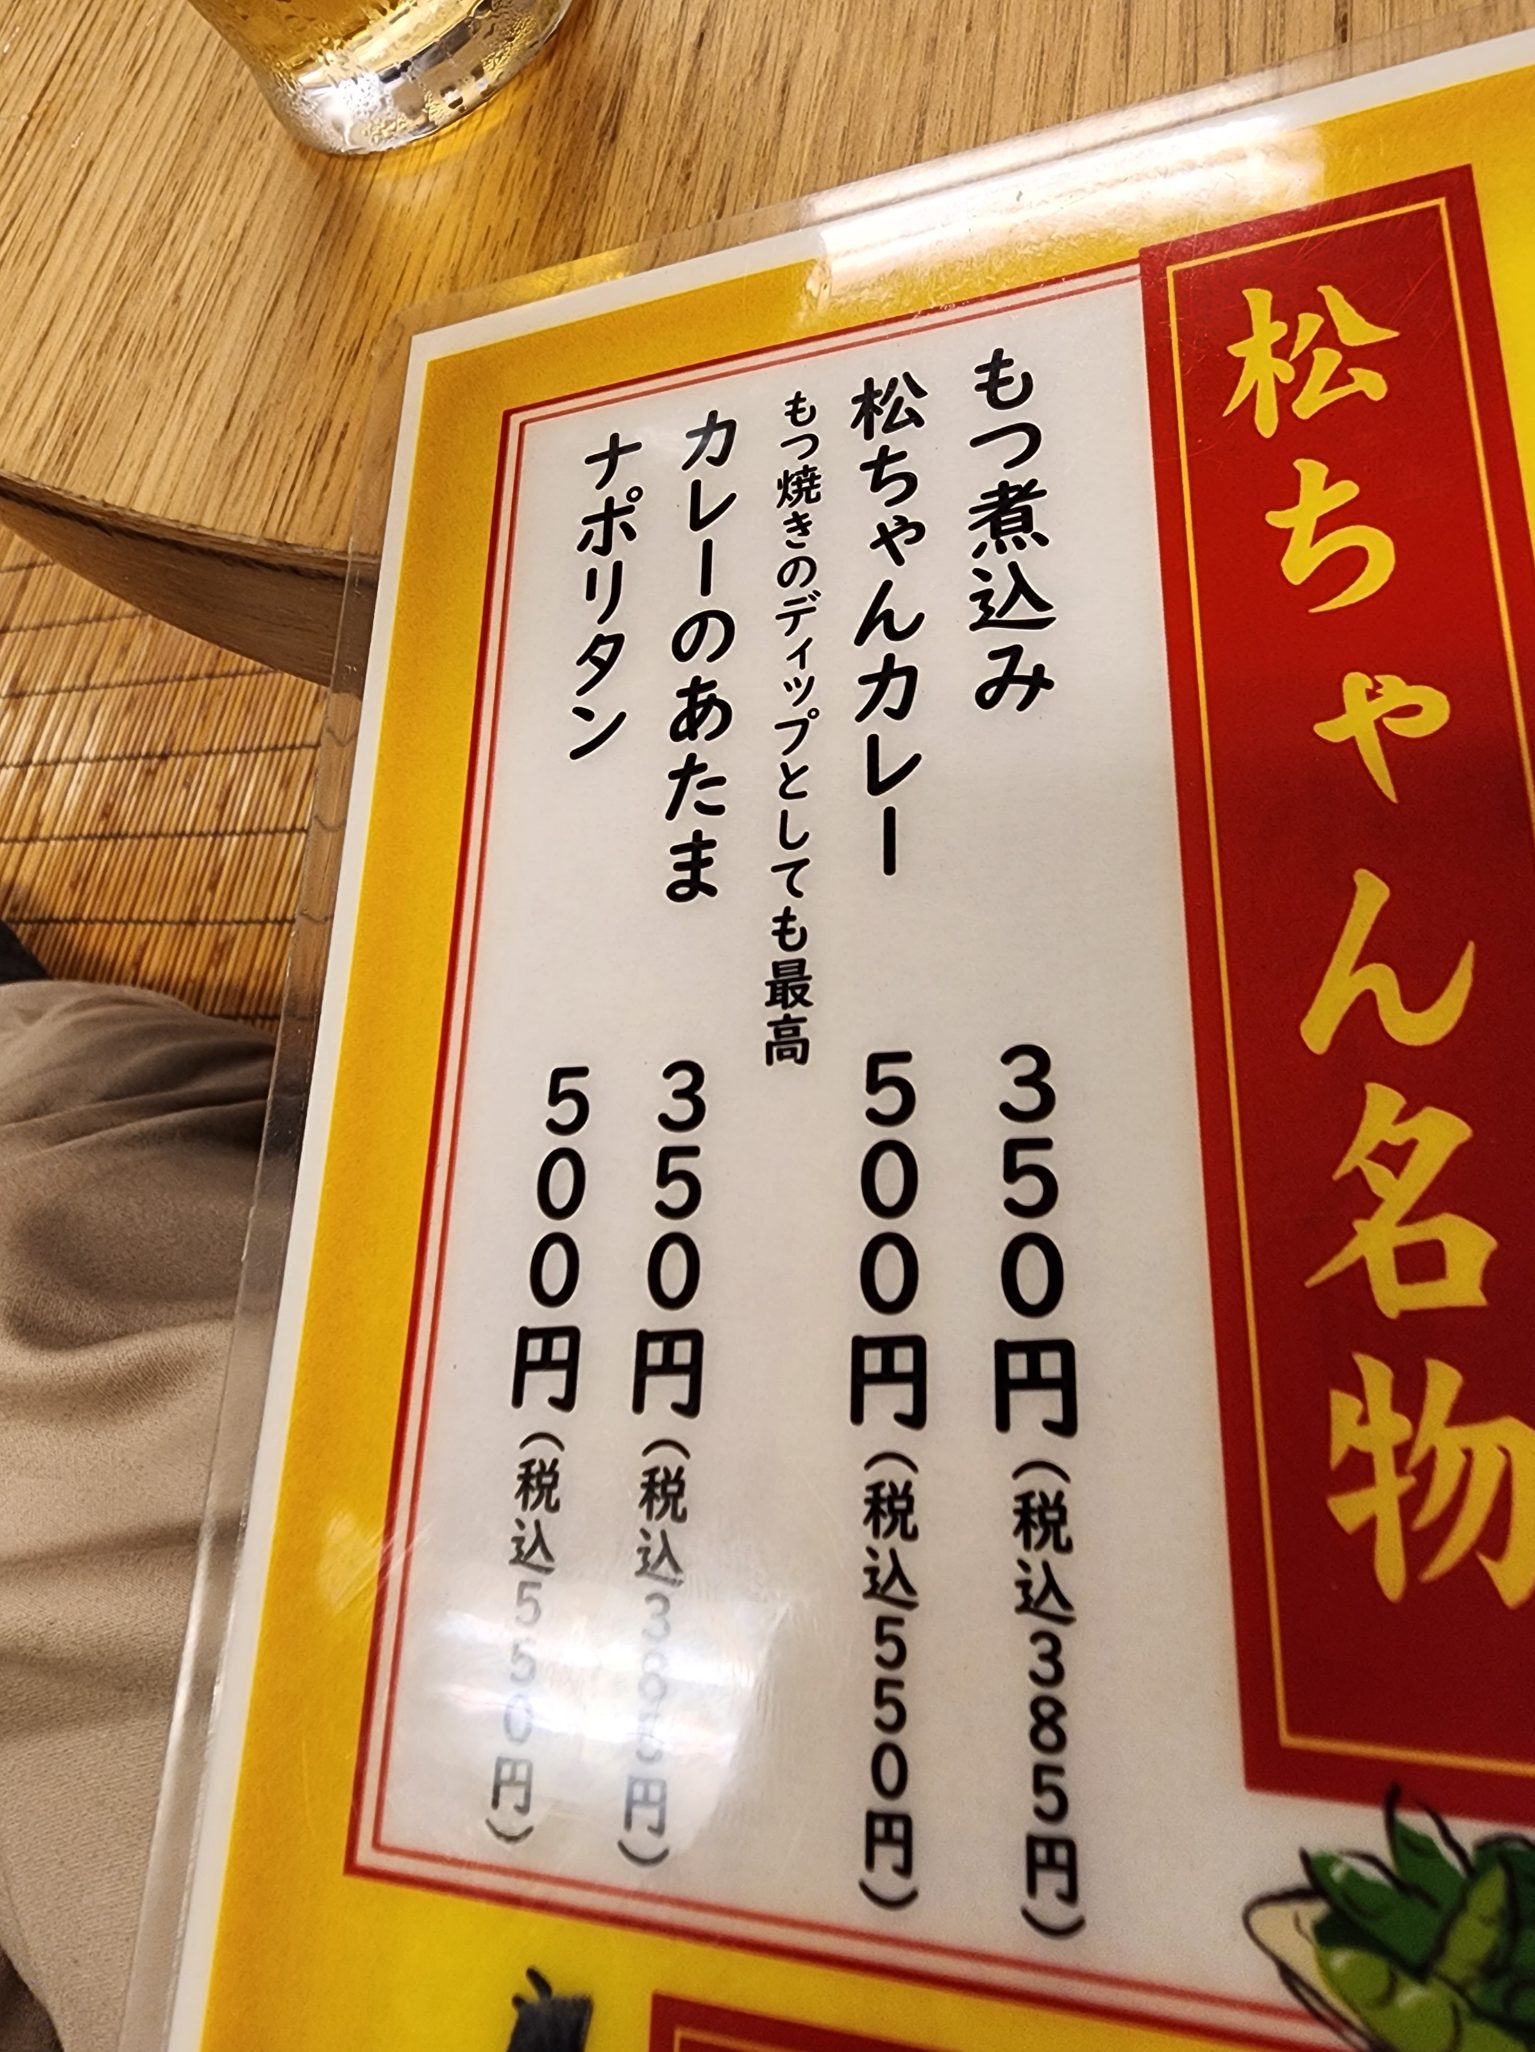 松ちゃん名物
もつ煮込み 350円(税込385円)
松ちゃんカレー 500円(税込550円)
もつ焼きのディップとしても最高
カレーのあたま 350円(税込385円)
ナポリタン 500円(税込550円)